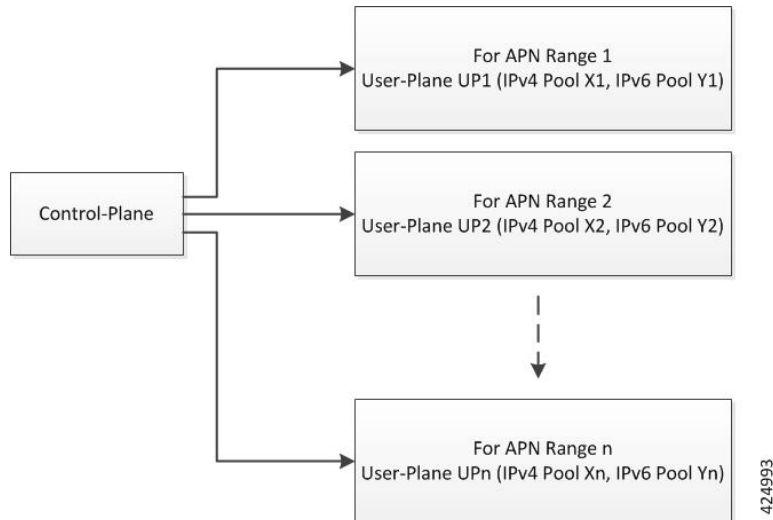 For APN Range 1
User-Plane UP1 (IPv4 Pool X1, IPv6 Pool Y1)
Control-Plane
For APN Range 2
User-Plane UP2 (IPv4 Pool X2, IPv6 Pool Y2)
For APN Range n
User-Plane UPn (IPv4 Pool Xn, IPv6 Pool Yn)
424993